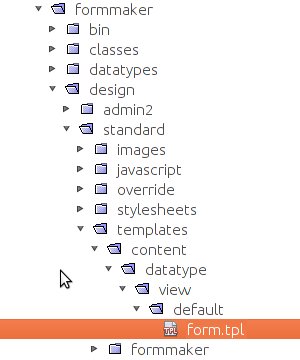 formmaker
bin
classes
datatypes
design
admin2
standard
images
javascript
override
stylesheets
templates
content
datatype
view
default
form.tpl
formmaker